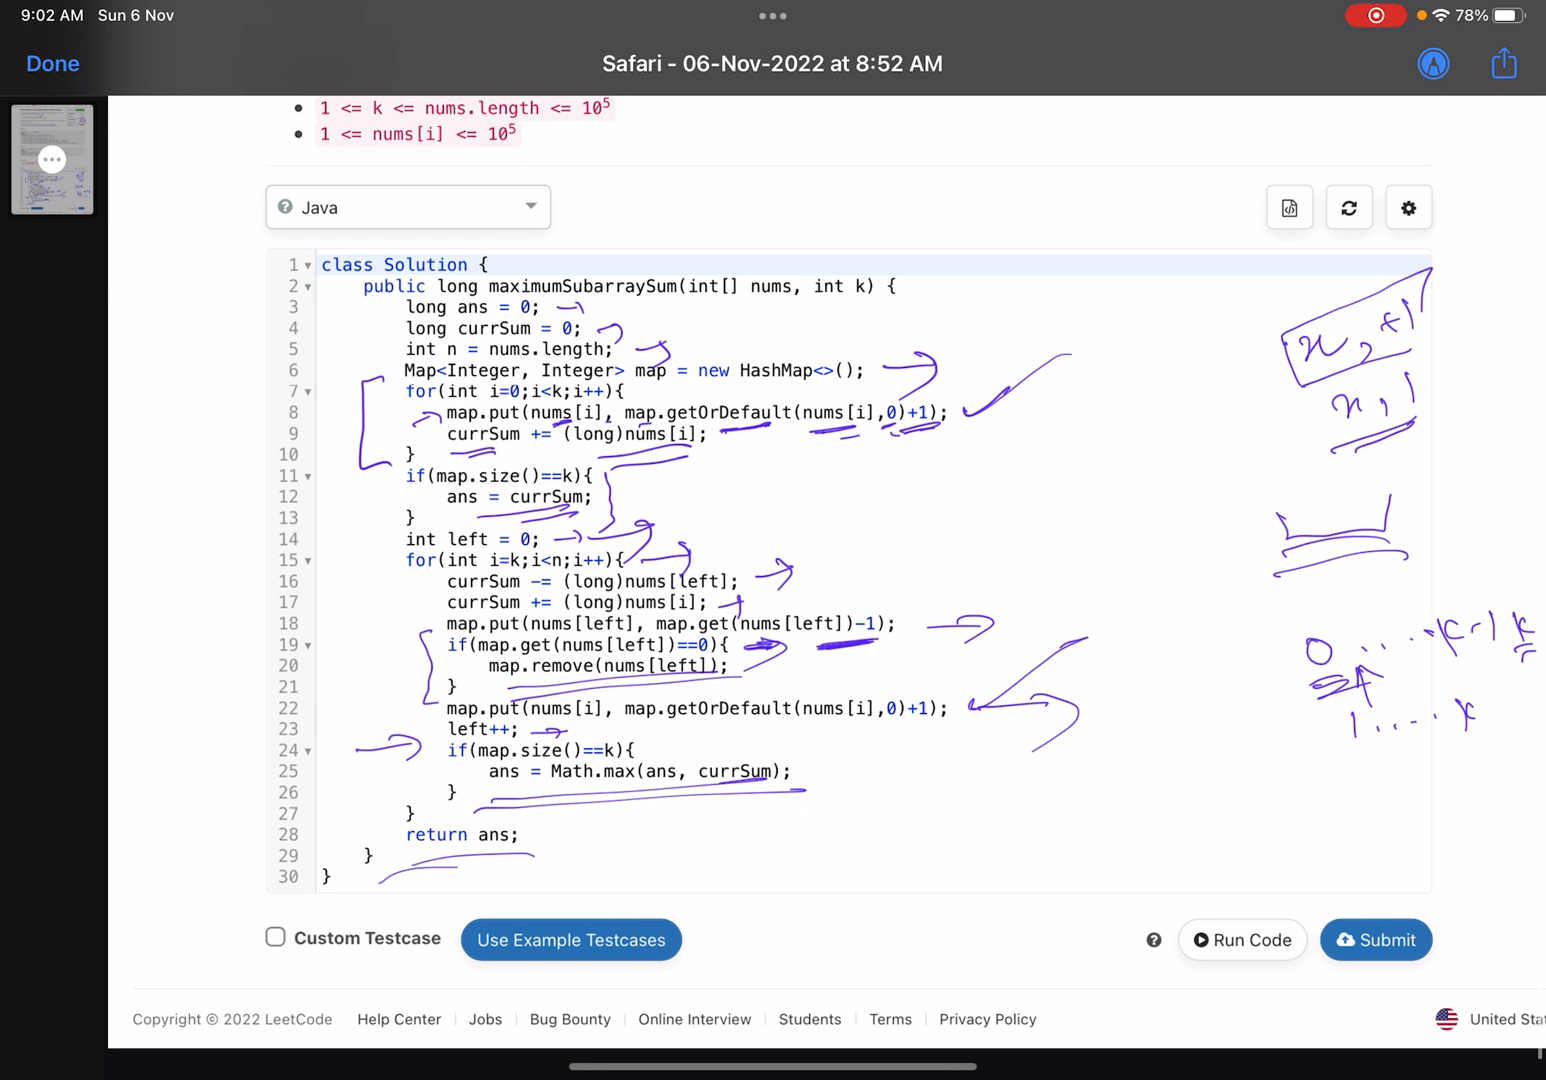 9:02 AM Sun 6 Nov
78%
Done
Safari - 06-Nov-2022 at 8:52 AM
1 <= k <= nums.length <= 10^5
1 <= nums[i] <= 10^5
Java
1 class Solution {
2 public long maximumSubarraySum(int[] nums, int k) {
3 long ans = 0;
4 long currSum = 0;
5 int n = nums.length;
6 Map<Integer, Integer> map = new HashMap<>();
7 for(int i=0;i<k;i++){
8 map.put(nums[i], map.getOrDefault(nums[i],0)+1);
9 currSum += (long)nums[i];
10 }
11 if(map.size()==k){
12 ans = currSum;
13 }
14 int left = 0;
15 for(int i=k;i<n;i++){
16 currSum -= (long)nums[left];
17 currSum += (long)nums[i];
18 map.put(nums[left], map.get(nums[left])-1);
19 if(map.get(nums[left])==0){
20 map.remove(nums[left]);
21 }
22 map.put(nums[i], map.getOrDefault(nums[i],0)+1);
23 left++;
24 if(map.size()==k){
25 ans = Math.max(ans, currSum);
26 }
27 }
28 return ans;
29 }
30 }
x, 1
0 .... k-1 k
1 ..... k
Custom Testcase
Use Example Testcases
Run Code
Submit
Copyright © 2022 LeetCode Help Center Jobs Bug Bounty Online Interview Students Terms Privacy Policy
United Sta